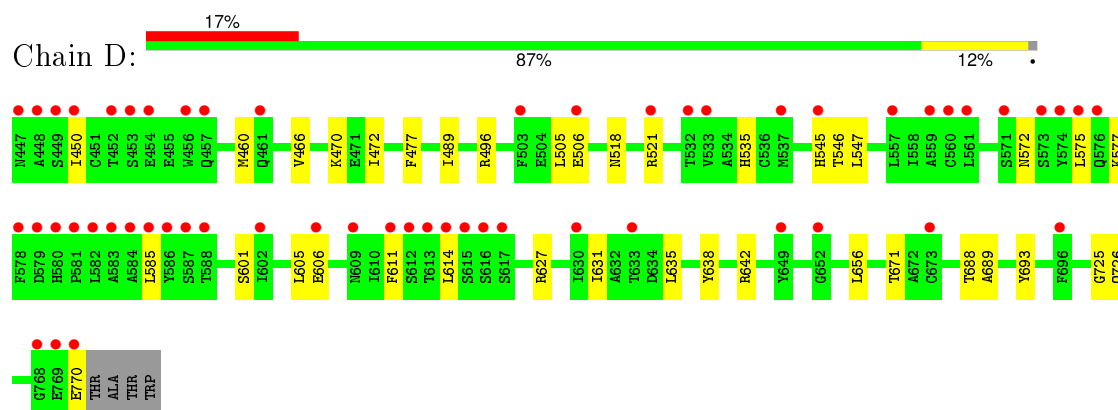 17%
Chain D:
87% 12% •
N447 A448 S449 I450 C451 T452 S453 E454 E455 W456 Q457 M460 Q461 V466 K470 E471 I472 F477 I489 R496 F503 E504 L505 E506 N518 R521 T532 V533 A534 H535 C536 M537 H545 T546 L547 L557 I558 A559 C560 L561 S571 N572 S573 Y574 L575 Q576 K577
F578 D579 H580 P581 L582 A583 A584 L585 Y586 S587 T588 S601 I602 L605 E606 N609 I610 F611 S612 T613 L614 S615 S616 S617 R627 I630 I631 A632 T633 D634 L635 Y638 R642 Y649 G652 L656 T671 A672 C673 T688 A689 Y693 F696 G725
G768 E769 E770 THR ALA THR TRP